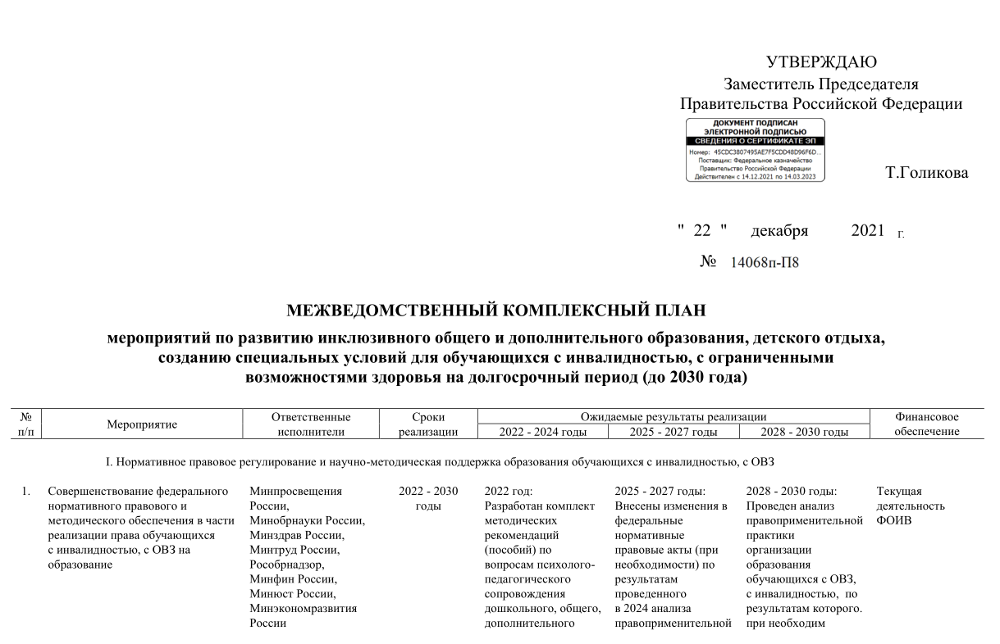 УТВЕРЖДАЮ
Заместитель Председателя
Правительства Российской Федерации
ДОКУМЕНТ ПОДПИСАН
ЭЛЕКТРОННОЙ ПОДПИСЬЮ
СВЕДЕНИЯ О СЕРТИФИКАТЕ ЭП
Номер: 45CDC3807495AE7F5CDD48D96F6D...
Поставщик: Федеральное казначейство
Правительство Российской Федерации
Действителен с 14.12.2021 по 14.03.2023
Т.Голикова
" 22 " декабря 2021 г.
№ 14068п-П8
МЕЖВЕДОМСТВЕННЫЙ КОМПЛЕКСНЫЙ ПЛАН
мероприятий по развитию инклюзивного общего и дополнительного образования, детского отдыха,
созданию специальных условий для обучающихся с инвалидностью, с ограниченными
возможностями здоровья на долгосрочный период (до 2030 года)
№
п/п
Мероприятие
Ответственные
исполнители
Сроки
реализации
Ожидаемые результаты реализации
2022 - 2024 годы
2025 - 2027 годы
2028 - 2030 годы
Финансовое
обеспечение
I. Нормативное правовое регулирование и научно-методическая поддержка образования обучающихся с инвалидностью, с ОВЗ
1.
Совершенствование федерального
нормативного правового и
методического обеспечения в части
реализации права обучающихся
с инвалидностью, с ОВЗ на
образование
Минпросвещения
России,
Минобрнауки России,
Минздрав России,
Минтруд России,
Рособрнадзор,
Минфин России,
Минюст России,
Минэкономразвития
России
2022 - 2030
годы
2022 год:
Разработан комплект
методических
рекомендаций
(пособий) по
вопросам психолого-
педагогического
сопровождения
дошкольного, общего,
дополнительного
2025 - 2027 годы:
Внесены изменения в
федеральные
нормативные
правовые акты (при
необходимости) по
результатам
проведенного
в 2024 анализа
правоприменительной
2028 - 2030 годы:
Проведен анализ
правоприменительной
практики
организации
образования
обучающихся с ОВЗ,
с инвалидностью, по
результатам которого.
при необходим
Текущая
деятельность
ФОИВ